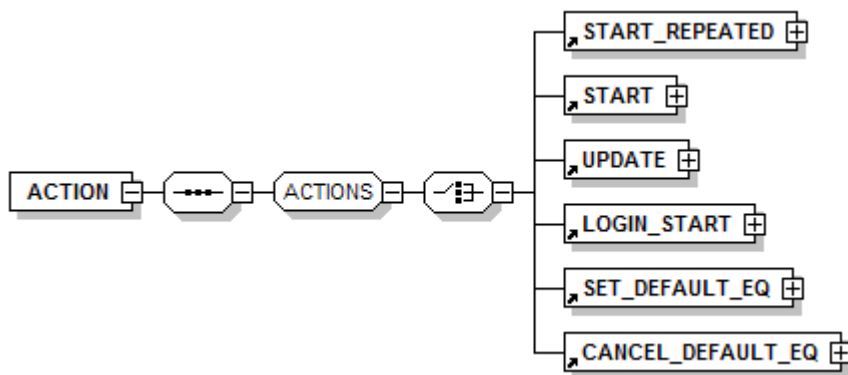 START_REPEATED
START
UPDATE
ACTION
ACTIONS
LOGIN_START
SET_DEFAULT_EQ
CANCEL_DEFAULT_EQ